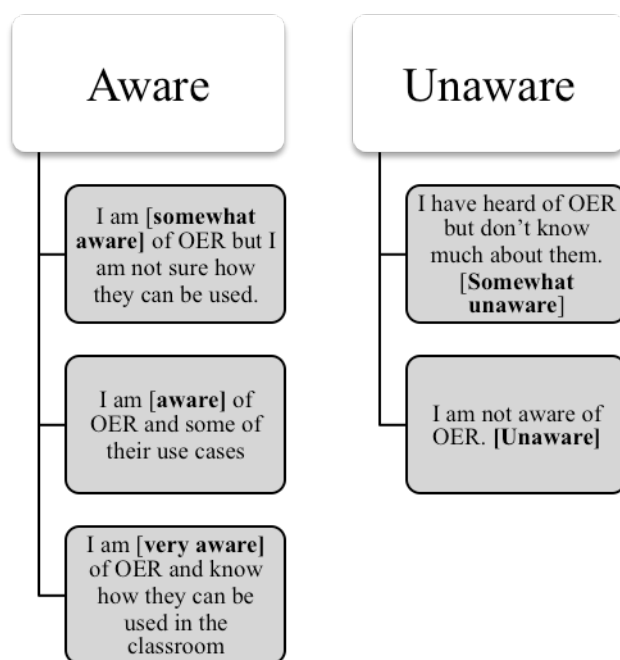 Aware
I am [somewhat
aware] of OER but I
am not sure how
they can be used.
I am [aware] of
OER and some of
their use cases
I am [very aware]
of OER and know
how they can be
used in the
classroom
Unaware
I have heard of OER
but don’t know
much about them.
[Somewhat
unaware]
I am not aware of
OER. [Unaware]